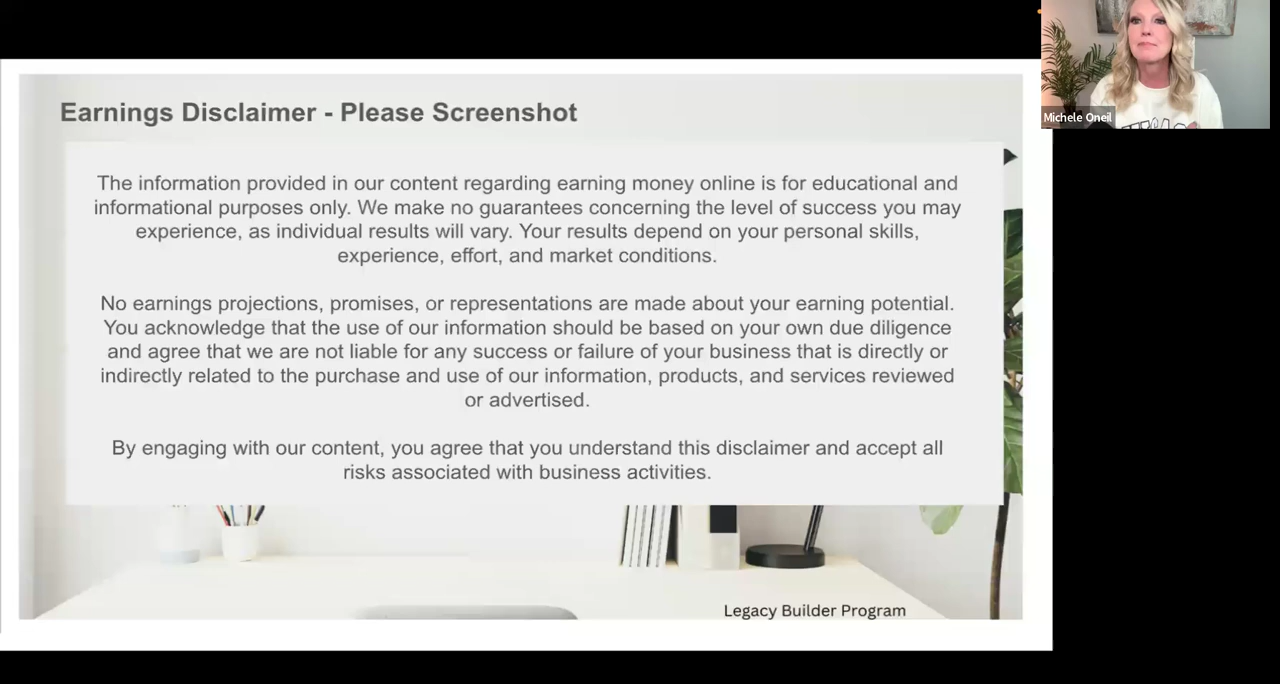 Earnings Disclaimer - Please Screenshot
The information provided in our content regarding earning money online is for educational and
informational purposes only. We make no guarantees concerning the level of success you may
experience, as individual results will vary. Your results depend on your personal skills,
experience, effort, and market conditions.
No earnings projections, promises, or representations are made about your earning potential.
You acknowledge that the use of our information should be based on your own due diligence
and agree that we are not liable for any success or failure of your business that is directly or
indirectly related to the purchase and use of our information, products, and services reviewed
or advertised.
By engaging with our content, you agree that you understand this disclaimer and accept all
risks associated with business activities.
Legacy Builder Program
Michele Oneil